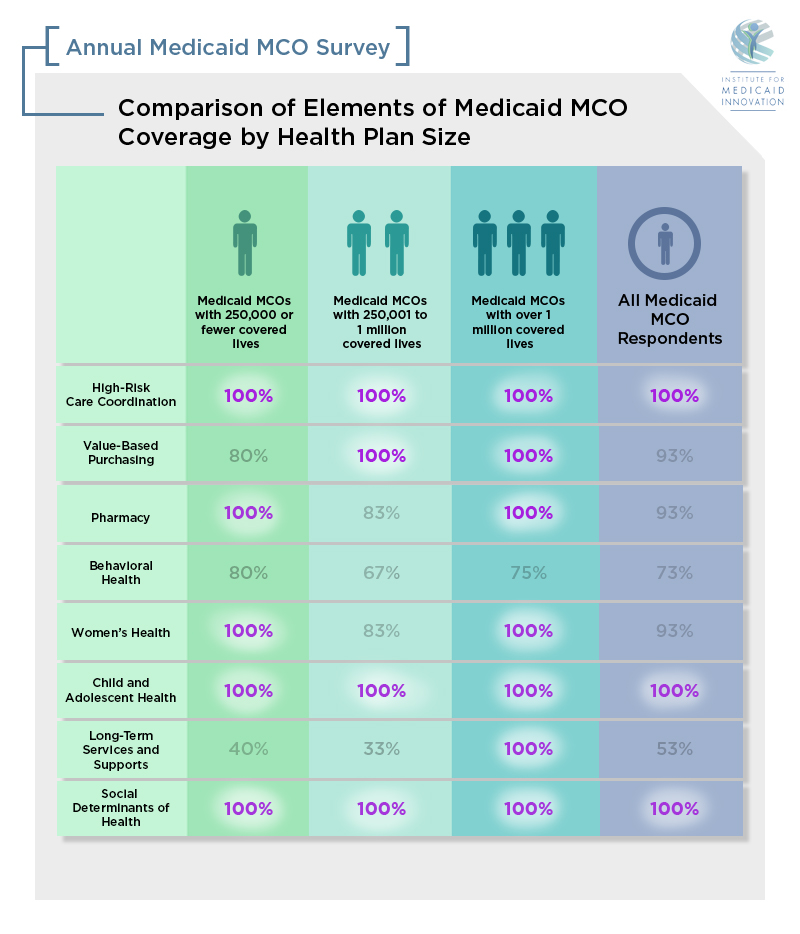 Annual Medicaid MCO Survey
INSTITUTE FOR
MEDICAID
INNOVATION
Comparison of Elements of Medicaid MCO
Coverage by Health Plan Size
Medicaid MCOs
with 250,000 or
fewer covered
lives
Medicaid MCOs
with 250,001 to
1 million
covered lives
Medicaid MCOs
with over 1
million covered
lives
All Medicaid
MCO
Respondents
High-Risk
Care Coordination
100% 100% 100% 100%
Value-Based
Purchasing
80% 100% 100% 93%
Pharmacy
100% 83% 100% 93%
Behavioral
Health
80% 67% 75% 73%
Women's Health
100% 83% 100% 93%
Child and
Adolescent Health
100% 100% 100% 100%
Long-Term
Services and
Supports
40% 33% 100% 53%
Social
Determinants of
Health
100% 100% 100% 100%